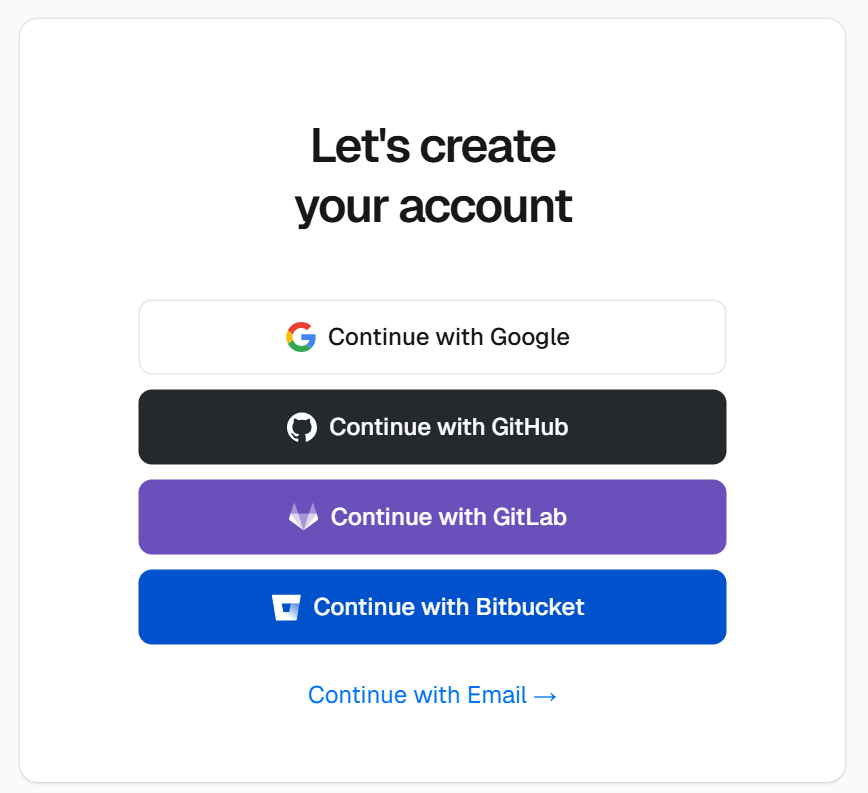 Let's create
your account
Continue with Google
Continue with GitHub
Continue with GitLab
Continue with Bitbucket
Continue with Email →